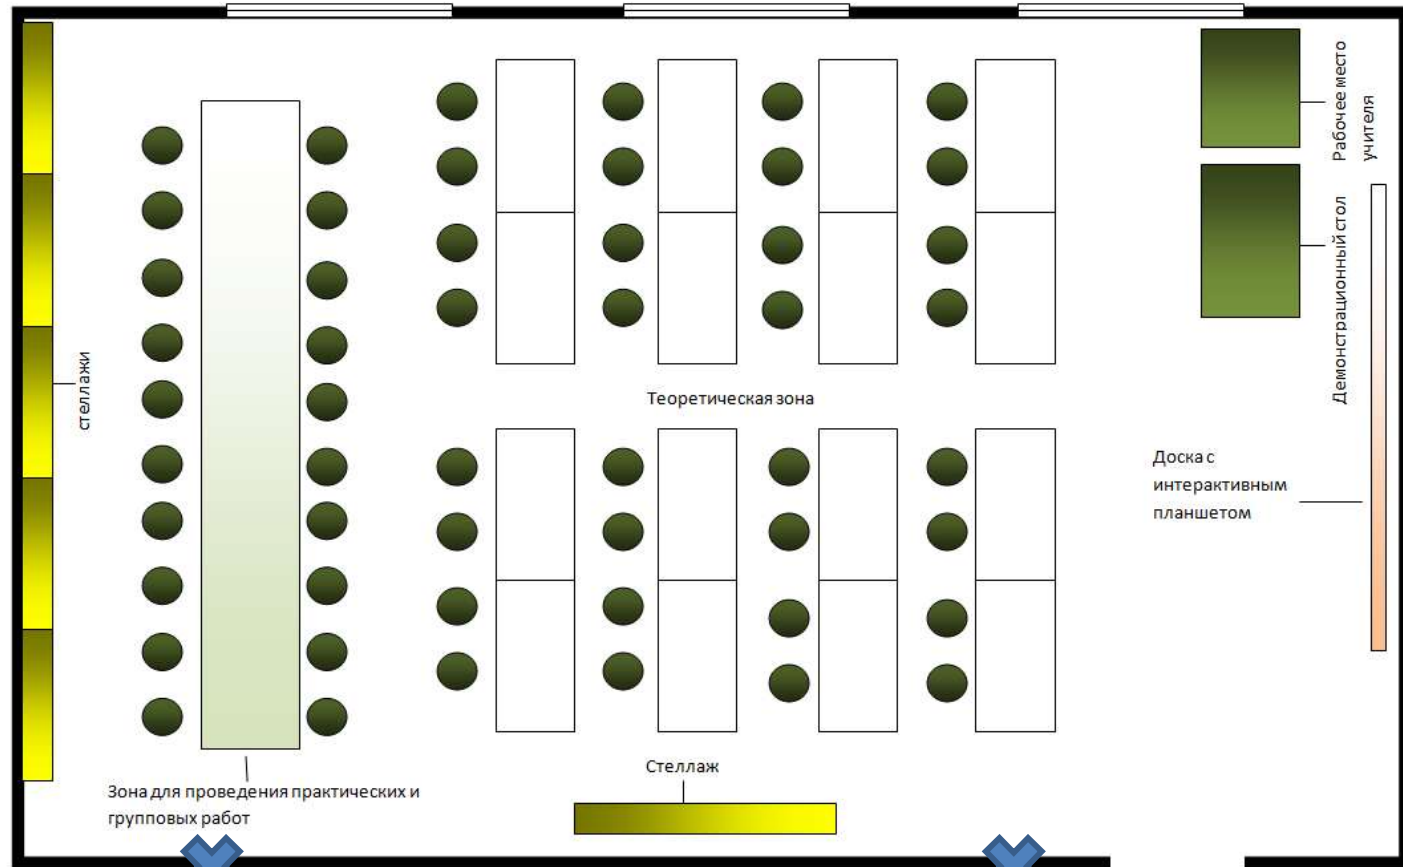 Рабочее место
учителя
Демонстрационный стол
стеллажи
Теоретическая зона
Доска с
интерактивным
планшетом
Стеллаж
Зона для проведения практических и
групповых работ